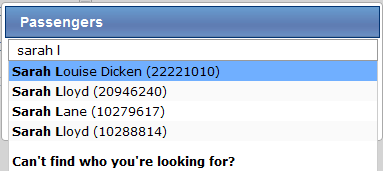 Passengers
sarah l
Sarah Louise Dicken (22221010)
Sarah Lloyd (20946240)
Sarah Lane (10279617)
Sarah Lloyd (10288814)
Can't find who you're looking for?